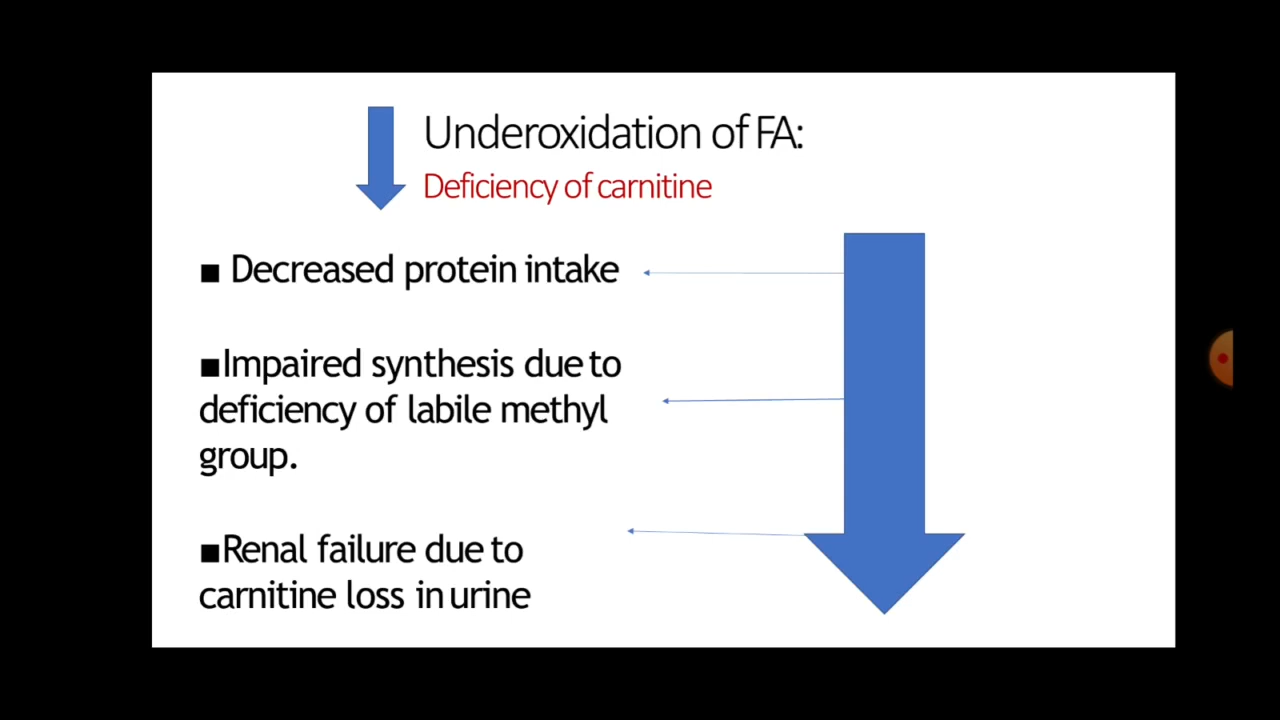 Underoxidation of FA:
Deficiency of carnitine
■ Decreased protein intake
■Impaired synthesis due to
deficiency of labile methyl
group.
■Renal failure due to
carnitine loss in urine